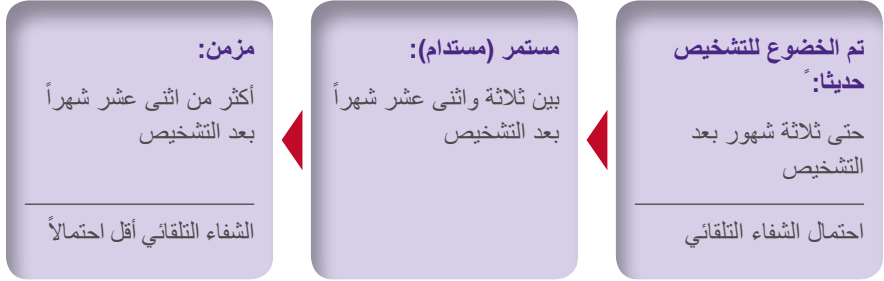 تم الخضوع للتشخيص
حديثا:ً
حتى ثلاثة شهور بعد
التشخيص
احتمال الشفاء التلقائي
مستمر (مستدام):
بين ثلاثة واثنى عشر شهراً
بعد التشخيص
مزمن:
أكثر من اثنى عشر شهراً
بعد التشخيص
الشفاء التلقائي أقل احتمالاً